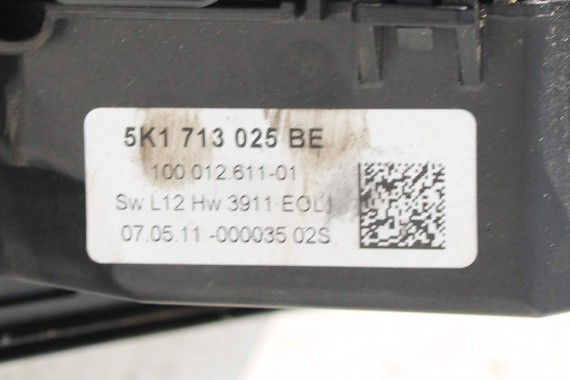 5K1 713 025 BE
100 012.611-01
Sw L12 Hw 3911 EOL1
07.05.11 -000035 02S